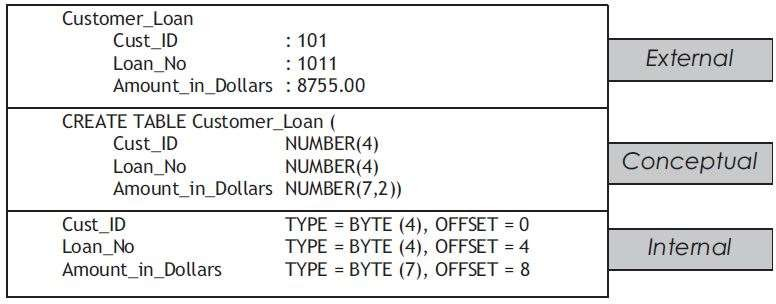 Customer_Loan
Cust_ID : 101
Loan_No : 1011
Amount_in_Dollars : 8755.00
External
CREATE TABLE Customer_Loan (
Cust_ID NUMBER(4)
Loan_No NUMBER(4)
Amount_in_Dollars NUMBER(7,2))
Conceptual
Cust_ID TYPE = BYTE (4), OFFSET = 0
Loan_No TYPE = BYTE (4), OFFSET = 4
Amount_in_Dollars TYPE = BYTE (7), OFFSET = 8
Internal